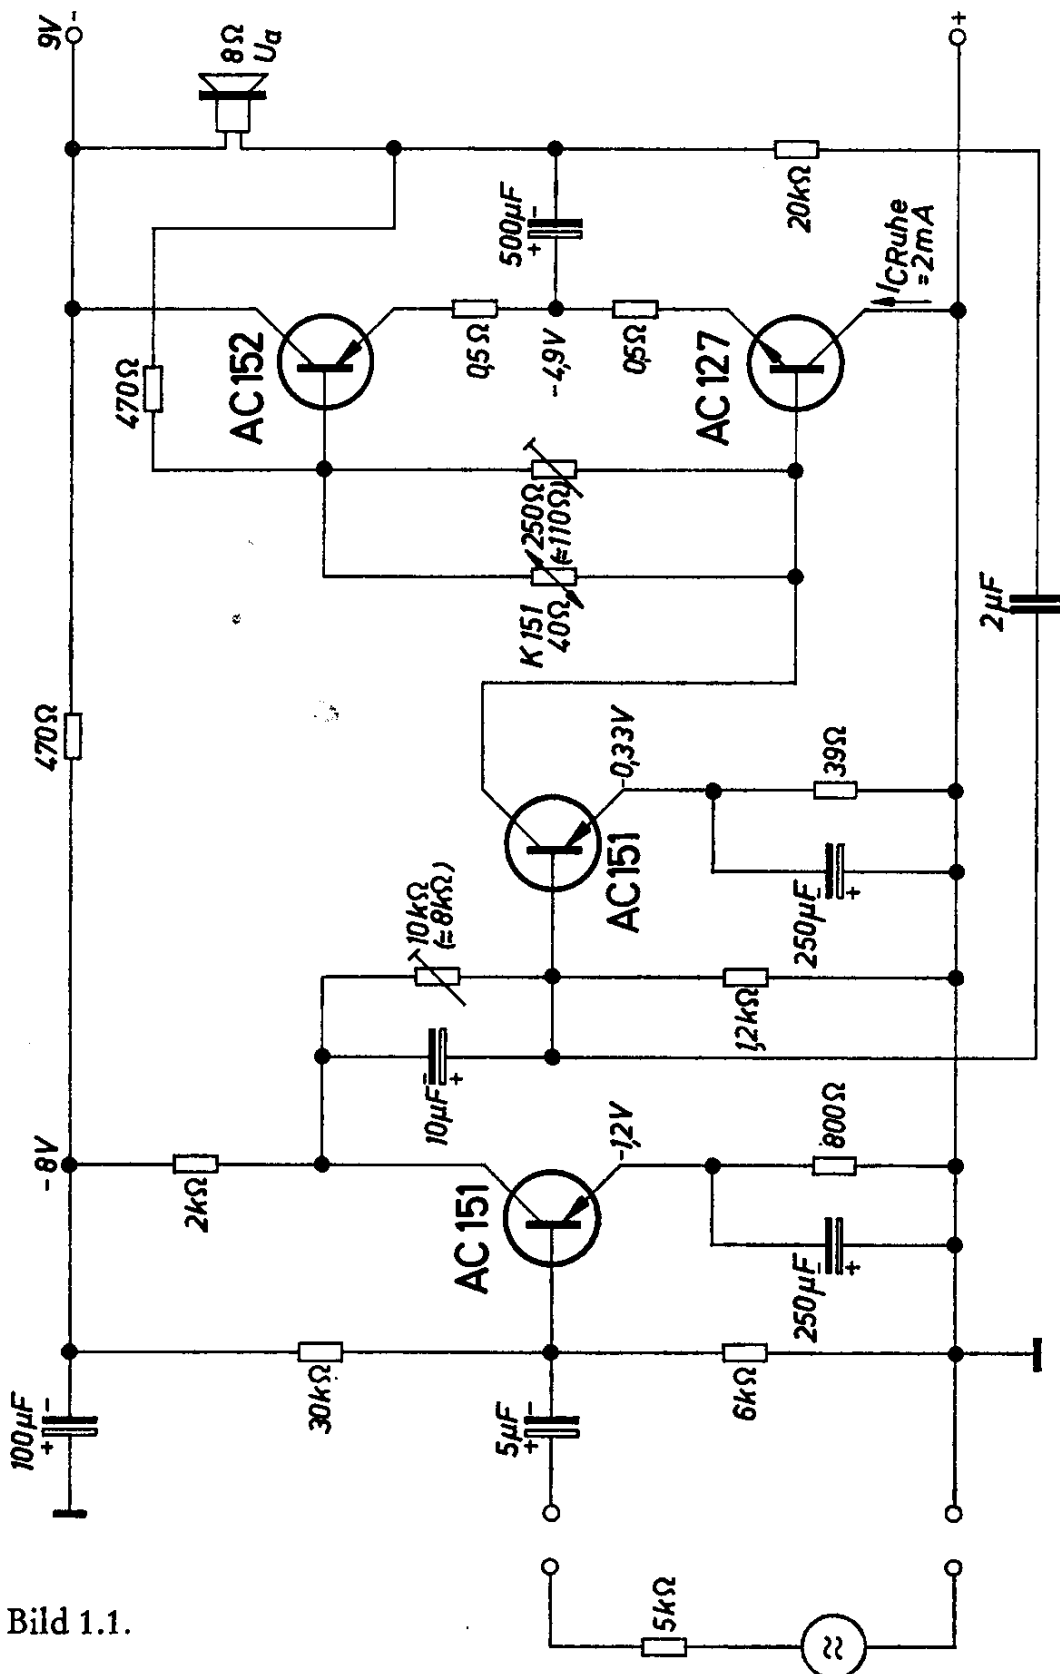 9V -
8Ω
Ua
+
470Ω
AC152
0,5Ω
-4,9V
500µF
+ -
0,5Ω
AC127
20kΩ
ICRuhe
=2mA
K151
40Ω
250Ω
(≈110Ω)
470Ω
2µF
-0,33V
39Ω
AC151
250µF
- +
10kΩ
(≈8kΩ)
10µF
- +
1,2kΩ
-8V
2kΩ
AC151
-1,2V
800Ω
250µF
- +
100µF
+ -
30kΩ
5µF
+ -
6kΩ
5kΩ
≈
Bild 1.1.